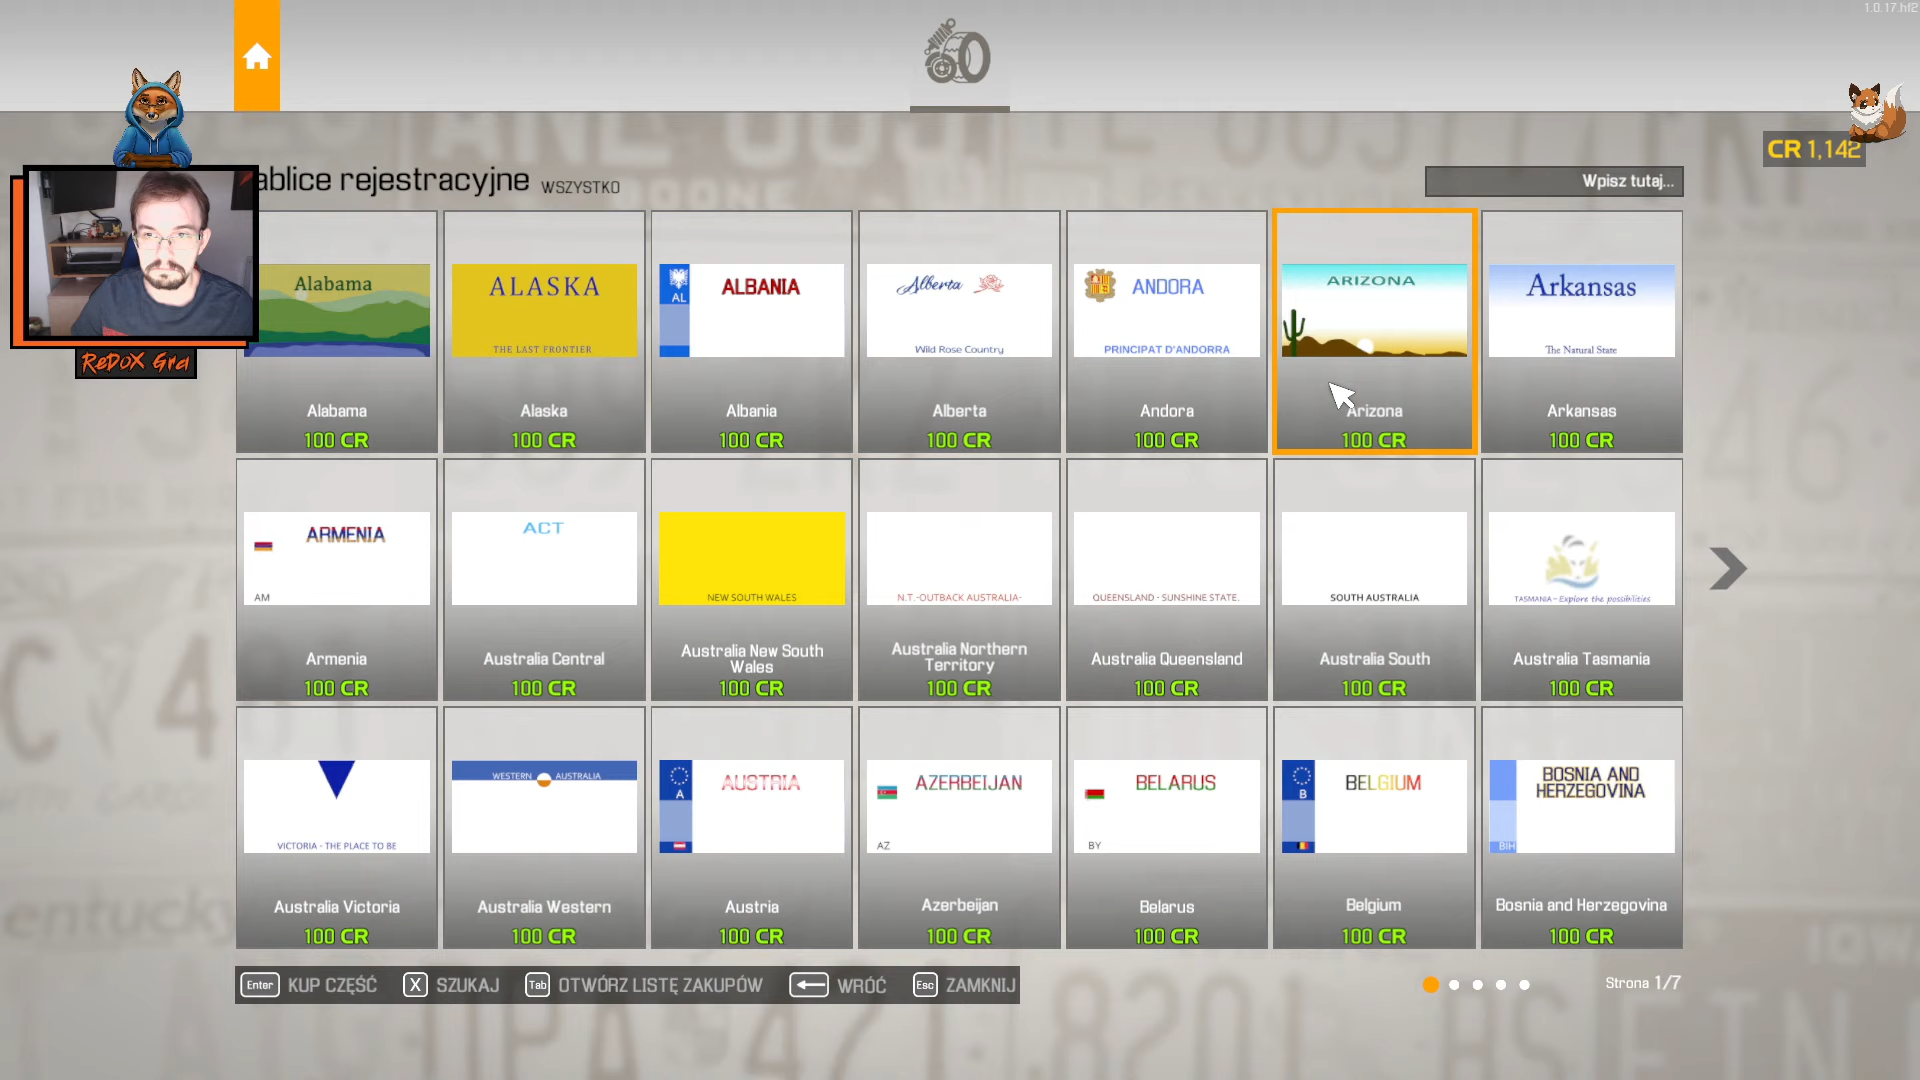 1.0.17.hf2
CR 1,142
ablice rejestracyjne WSZYSTKO
Wpisz tutaj...
ReDoX Gra
Alabama
Alabama
100 CR
ALASKA
THE LAST FRONTIER
Alaska
100 CR
AL
ALBANIA
Albania
100 CR
Alberta
Wild Rose Country
Alberta
100 CR
ANDORA
PRINCIPAT D'ANDORRA
Andora
100 CR
ARIZONA
Arizona
100 CR
Arkansas
The Natural State
Arkansas
100 CR
ARMENIA
AM
Armenia
100 CR
ACT
Australia Central
100 CR
NEW SOUTH WALES
Australia New South
Wales
100 CR
N.T.-OUTBACK AUSTRALIA-
Australia Northern
Territory
100 CR
QUEENSLAND - SUNSHINE STATE.
Australia Queensland
100 CR
SOUTH AUSTRALIA
Australia South
100 CR
TASMANIA - Explore the possibilities
Australia Tasmania
100 CR
VICTORIA - THE PLACE TO BE
Australia Victoria
100 CR
WESTERN AUSTRALIA
Australia Western
100 CR
A
AUSTRIA
Austria
100 CR
AZERBEIJAN
AZ
Azerbeijan
100 CR
BELARUS
BY
Belarus
100 CR
B
BELGIUM
Belgium
100 CR
BOSNIA AND
HERZEGOVINA
BIH
Bosnia and Herzegovina
100 CR
Enter KUP CZĘŚĆ X SZUKAJ Tab OTWÓRZ LISTĘ ZAKUPÓW WRÓĆ Esc ZAMKNIJ
Strona 1/7